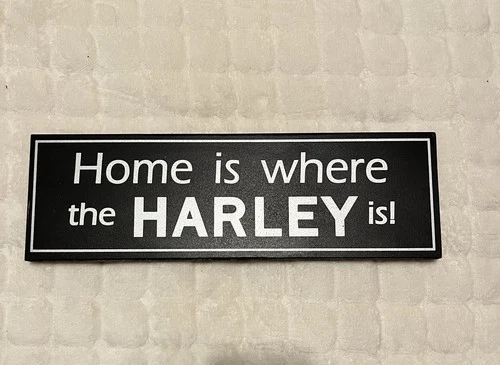 Home is where
the HARLEY is!